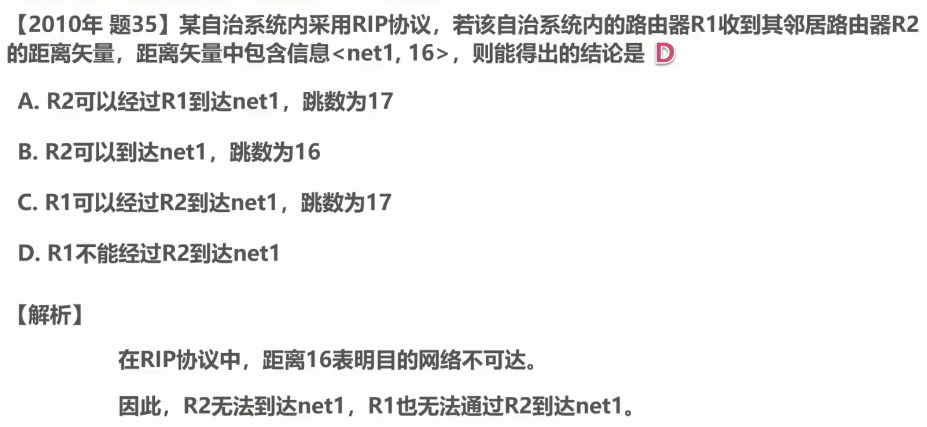 【2010年 题35】某自治系统内采用RIP协议，若该自治系统内的路由器R1收到其邻居路由器R2
的距离矢量，距离矢量中包含信息<net1, 16>，则能得出的结论是 D
A. R2可以经过R1到达net1，跳数为17
B. R2可以到达net1，跳数为16
C. R1可以经过R2到达net1，跳数为17
D. R1不能经过R2到达net1
【解析】
在RIP协议中，距离16表明目的网络不可达。
因此，R2无法到达net1，R1也无法通过R2到达net1。